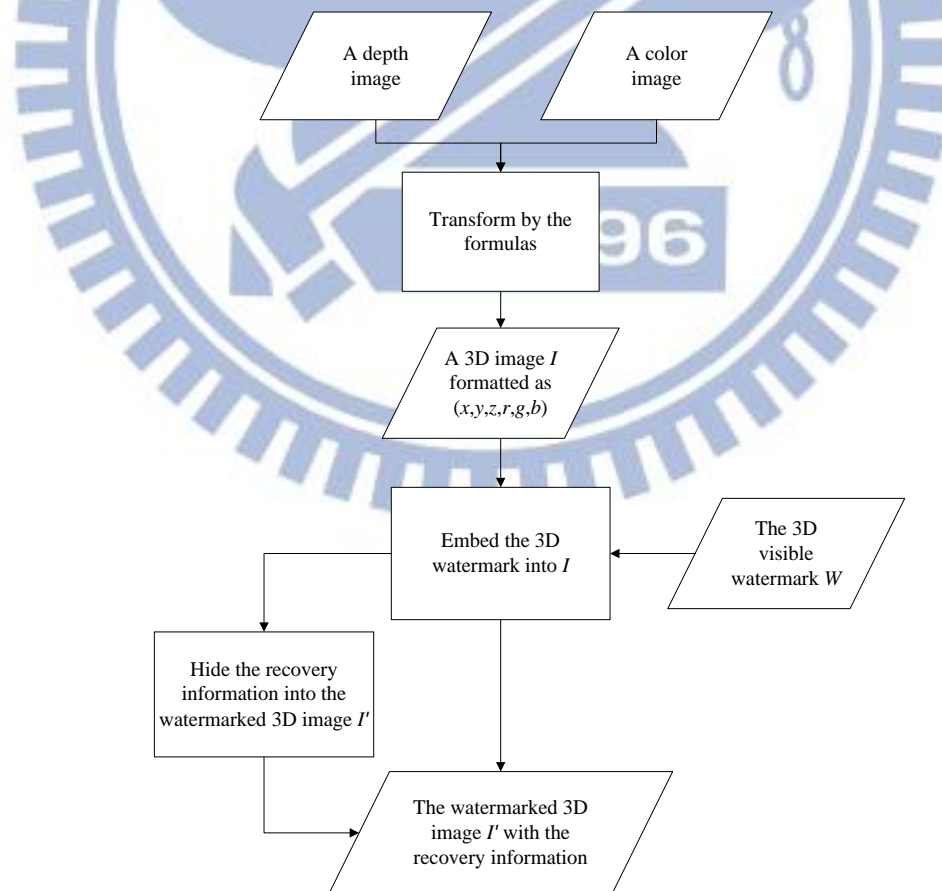 A depth
image
A color
image
96
Transform by the
formulas
A 3D image I
formatted as
(x,y,z,r,g,b)
Embed the 3D
watermark into I
The 3D
visible
watermark W
Hide the recovery
information into the
watermarked 3D image I'
The watermarked 3D
image I' with the
recovery information